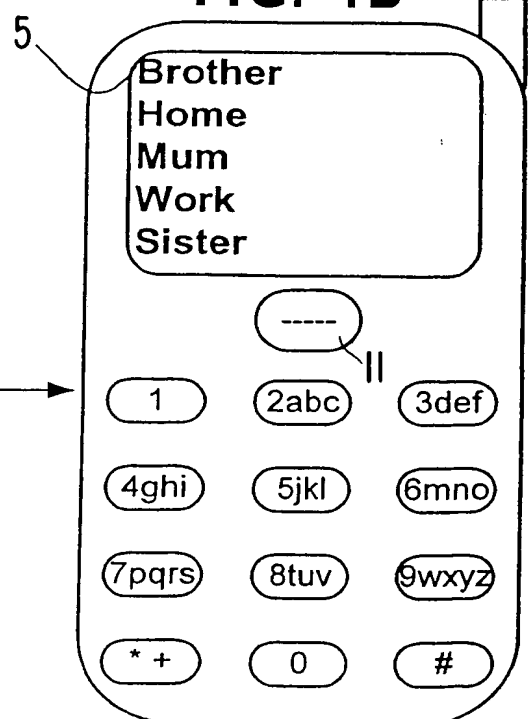 5
Brother
Home
Mum
Work
Sister
-----
11
1 2abc 3def
4ghi 5jkl 6mno
7pqrs 8tuv 9wxyz
* + 0 #